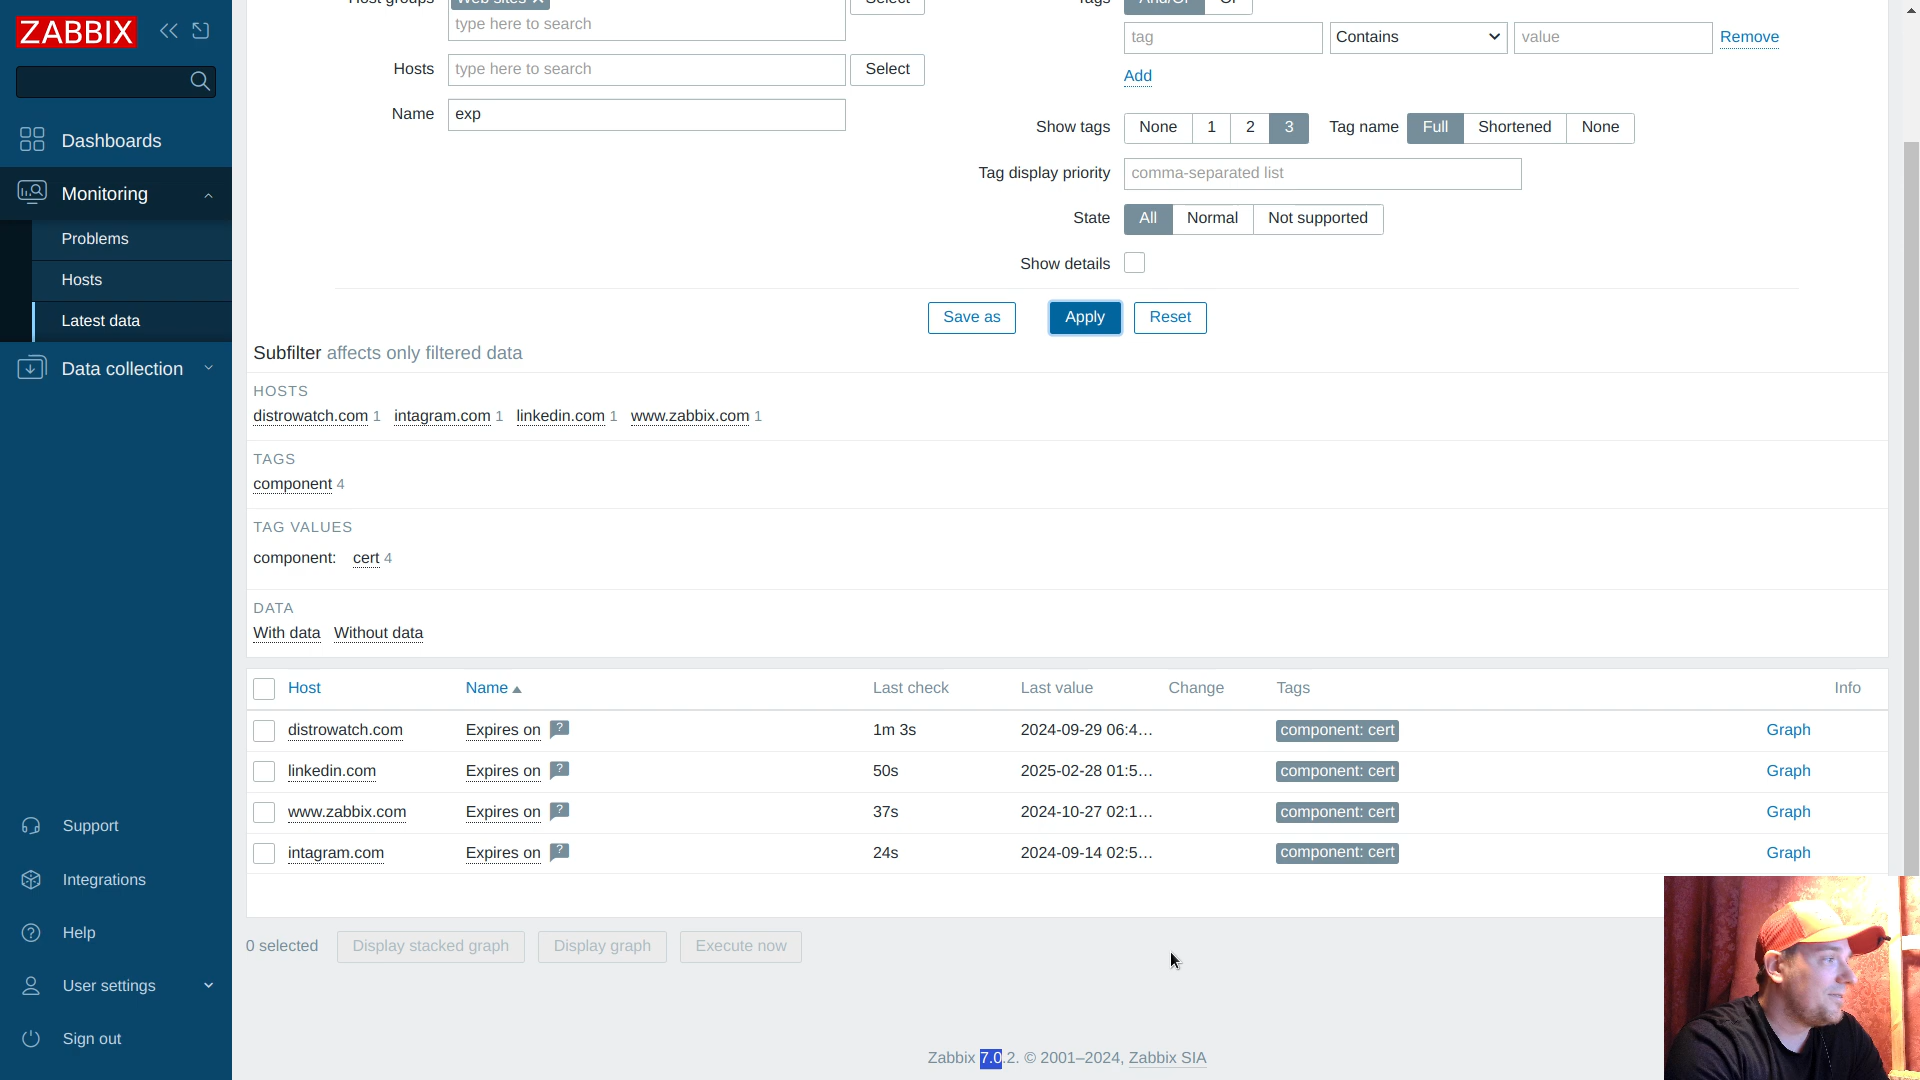 ZABBIX
Dashboards
Monitoring
Problems
Hosts
Latest data
Data collection
Support
Integrations
Help
User settings
Sign out
Host groups Web sites Select
type here to search
Hosts type here to search Select
Name exp
Tags And/Or Or
tag Contains value Remove
Add
Show tags None 1 2 3 Tag name Full Shortened None
Tag display priority comma-separated list
State All Normal Not supported
Show details
Save as Apply Reset
Subfilter affects only filtered data
HOSTS
distrowatch.com 1 intagram.com 1 linkedin.com 1 www.zabbix.com 1
TAGS
component 4
TAG VALUES
component: cert 4
DATA
With data Without data
Host Name Last check Last value Change Tags Info
distrowatch.com Expires on ? 1m 3s 2024-09-29 06:4... component: cert Graph
linkedin.com Expires on ? 50s 2025-02-28 01:5... component: cert Graph
www.zabbix.com Expires on ? 37s 2024-10-27 02:1... component: cert Graph
intagram.com Expires on ? 24s 2024-09-14 02:5... component: cert Graph
0 selected Display stacked graph Display graph Execute now
Zabbix 7.0.2. © 2001–2024, Zabbix SIA